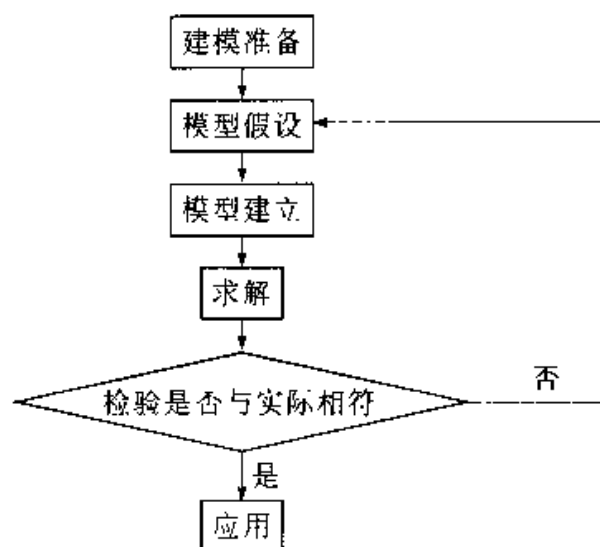 建模准备
模型假设
模型建立
求解
检验是否与实际相符
否
是
应用